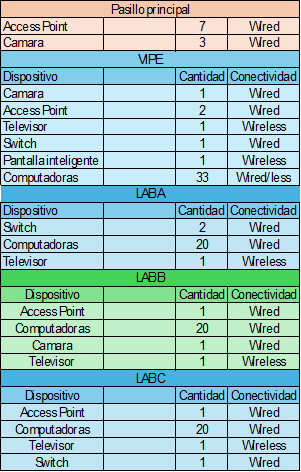 Pasillo principal
Access Point 7 Wired
Camara 3 Wired
VIPE
Dispositivo Cantidad Conectividad
Camara 1 Wired
Access Point 2 Wired
Televisor 1 Wireless
Switch 1 Wired
Pantalla inteligente 1 Wireless
Computadoras 33 Wired/less
LABA
Dispositivo Cantidad Conectividad
Switch 2 Wired
Computadoras 20 Wired
Televisor 1 Wireless
LABB
Dispositivo Cantidad Conectividad
Access Point 1 Wired
Computadoras 20 Wired
Camara 1 Wired
Televisor 1 Wireless
LABC
Dispositivo Cantidad Conectividad
Access Point 1 Wired
Computadoras 20 Wired
Televisor 1 Wireless
Switch 1 Wired